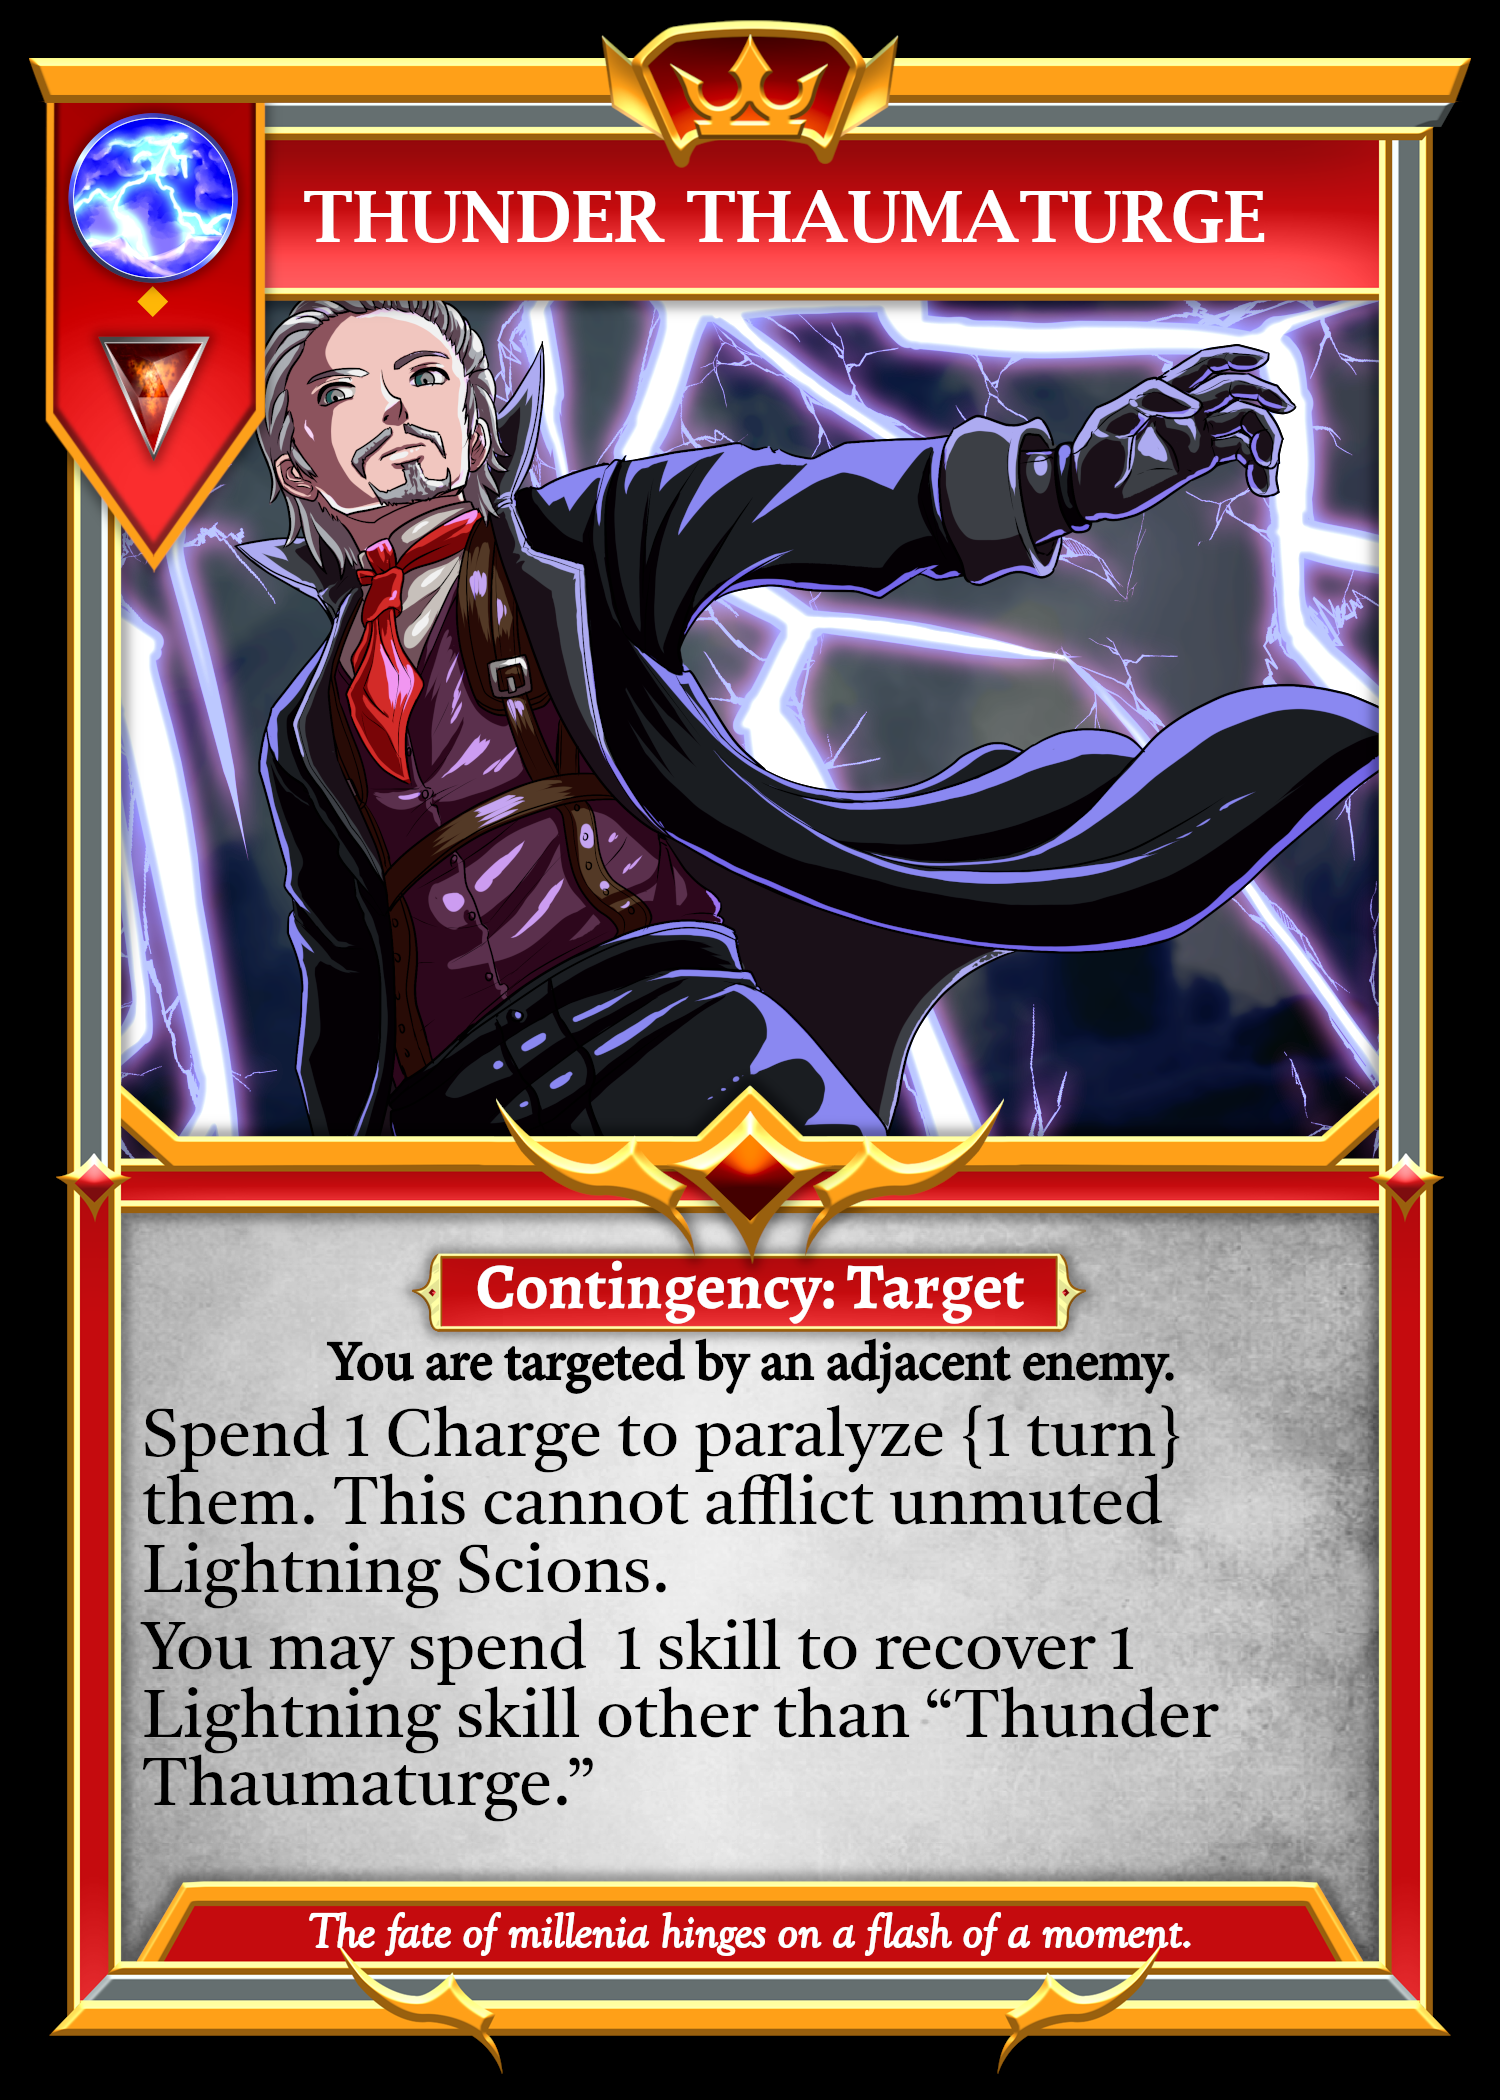 THUNDER THAUMATURGE
Contingency: Target
You are targeted by an adjacent enemy.
Spend 1 Charge to paralyze {1 turn}
them. This cannot afflict unmuted
Lightning Scions.
You may spend  1 skill to recover 1
Lightning skill other than “Thunder
Thaumaturge.”
The fate of millenia hinges on a flash of a moment.